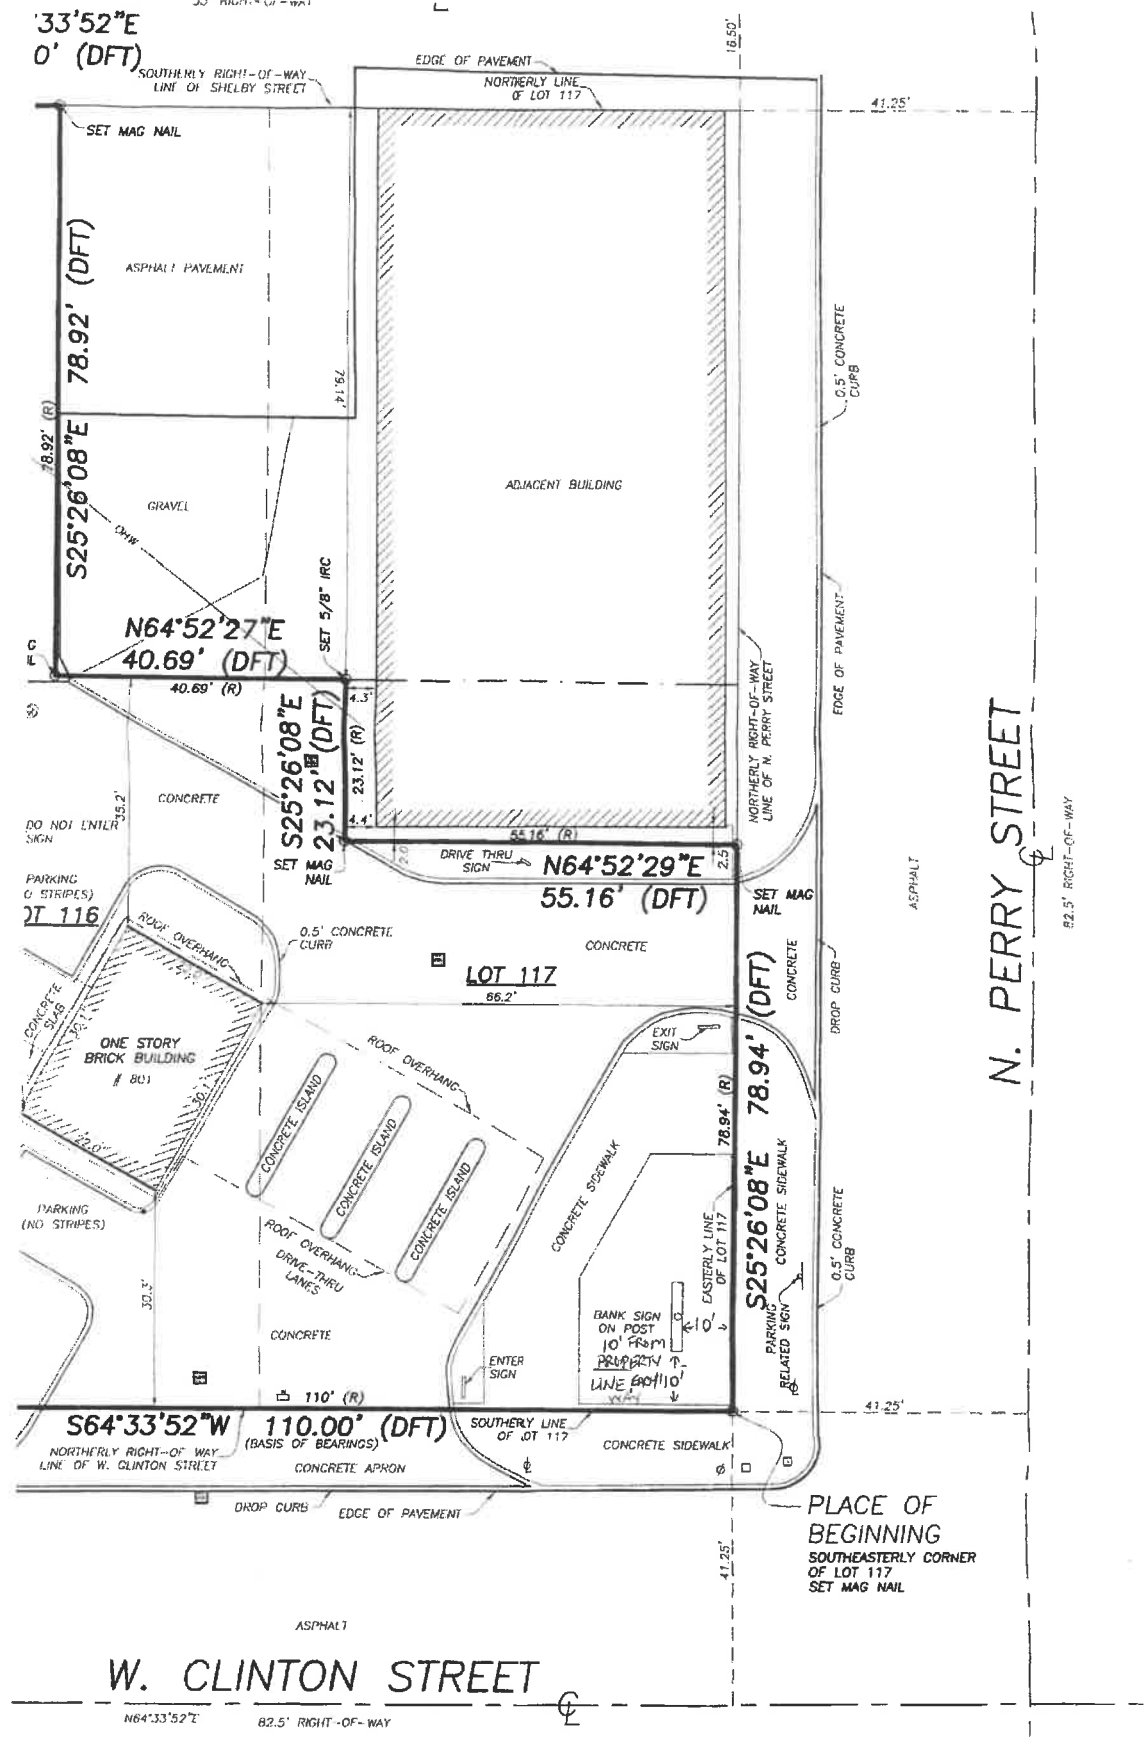 '33'52"E
0' (DFT)
SOUTHERLY RIGHT-OF-WAY
LINE OF SHELBY STREET
EDGE OF PAVEMENT
NORTHERLY LINE
OF LOT 117
16.50'
41.25'
SET MAG NAIL
ASPHALT PAVEMENT
S25°26'08"E 78.92' (DFT)
78.92' (R)
79.14'
0.5' CONCRETE
CURB
ADJACENT BUILDING
GRAVEL
OHW
SET 5/8" IRC
N64°52'27"E
40.69' (DFT)
40.69' (R)
4.3'
S25°26'08"E
23.12' (DFT)
23.12' (R)
4.4'
NORTHERLY RIGHT-OF-WAY
LINE OF N. PERRY STREET
EDGE OF PAVEMENT
N. PERRY STREET
82.5' RIGHT-OF-WAY
ASPHALT
CONCRETE
35.2'
DO NOT ENTER
SIGN
55.16' (R)
2.0'
2.5'
DRIVE THRU
SIGN
N64°52'29"E
55.16' (DFT)
SET MAG
NAIL
SET MAG
NAIL
PARKING
O STRIPES)
OT 116
ROOF OVERHANG
0.5' CONCRETE
CURB
CONCRETE
LOT 117
66.2'
CONCRETE
DROP CURB
CONCRETE
SLAB
30.1'
ONE STORY
BRICK BUILDING
# 801
30.1'
22.0'
ROOF OVERHANG
EXIT
SIGN
CONCRETE ISLAND
CONCRETE ISLAND
CONCRETE ISLAND
78.94' (R)
S25°26'08"E 78.94' (DFT)
CONCRETE SIDEWALK
CONCRETE SIDEWALK
EASTERLY LINE
OF LOT 117
PARKING
(NO STRIPES)
ROOF OVERHANG
DRIVE-THRU
LANES
30.3'
0.5' CONCRETE
CURB
PARKING
RELATED SIGN
BANK SIGN
ON POST
10' FROM
PROPERTY
LINE EACH
WAY
10'
10'
CONCRETE
ENTER
SIGN
110' (R)
S64°33'52"W 110.00' (DFT)
(BASIS OF BEARINGS)
SOUTHERLY LINE
OF LOT 117
41.25'
NORTHERLY RIGHT-OF WAY
LINE OF W. CLINTON STREET
CONCRETE APRON
CONCRETE SIDEWALK
DROP CURB
EDGE OF PAVEMENT
PLACE OF
BEGINNING
SOUTHEASTERLY CORNER
OF LOT 117
SET MAG NAIL
41.25'
ASPHALT
W. CLINTON STREET
N64°33'52"E
82.5' RIGHT-OF-WAY